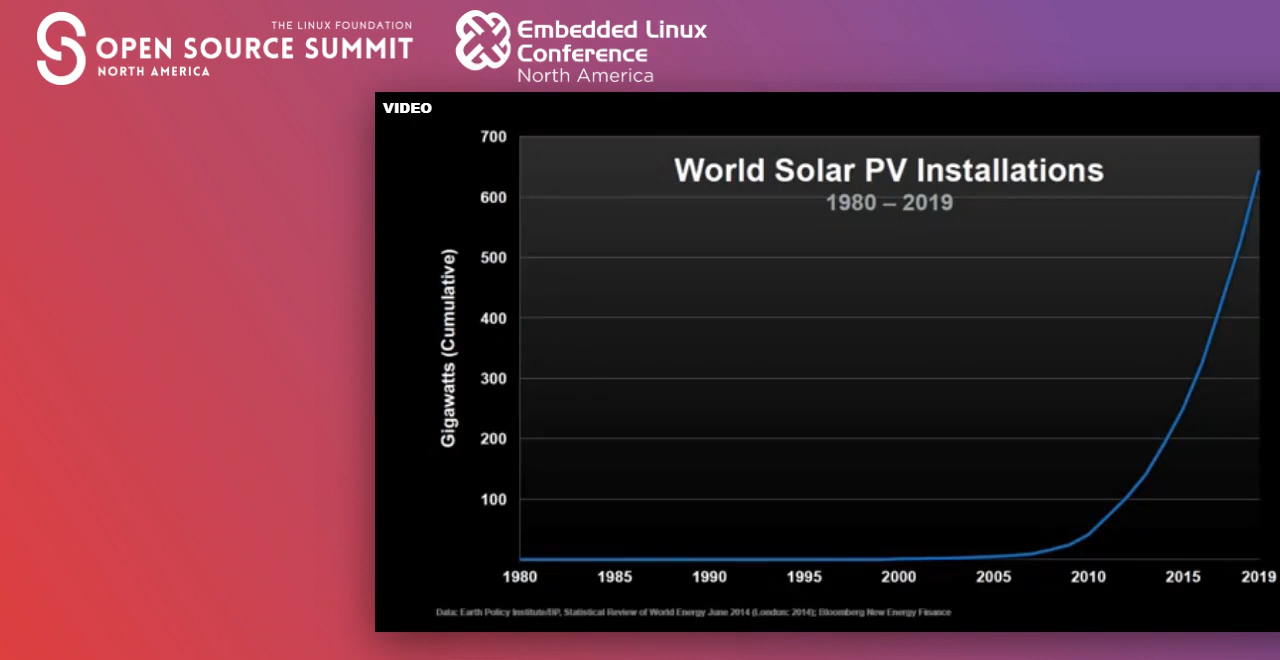 THE LINUX FOUNDATION
OPEN SOURCE SUMMIT
NORTH AMERICA
Embedded Linux
Conference
North America
VIDEO
World Solar PV Installations
1980 – 2019
Gigawatts (Cumulative)
700
600
500
400
300
200
100
1980 1985 1990 1995 2000 2005 2010 2015 2019
Data: Earth Policy Institute/BP, Statistical Review of World Energy June 2014 (London: 2014); Bloomberg New Energy Finance